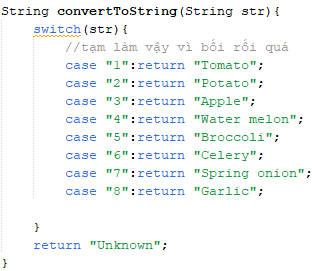 String convertToString(String str){
switch(str){
//tạm làm vậy vì bối rối quá
case "1":return "Tomato";
case "2":return "Potato";
case "3":return "Apple";
case "4":return "Water melon";
case "5":return "Broccoli";
case "6":return "Celery";
case "7":return "Spring onion";
case "8":return "Garlic";
}
return "Unknown";
}